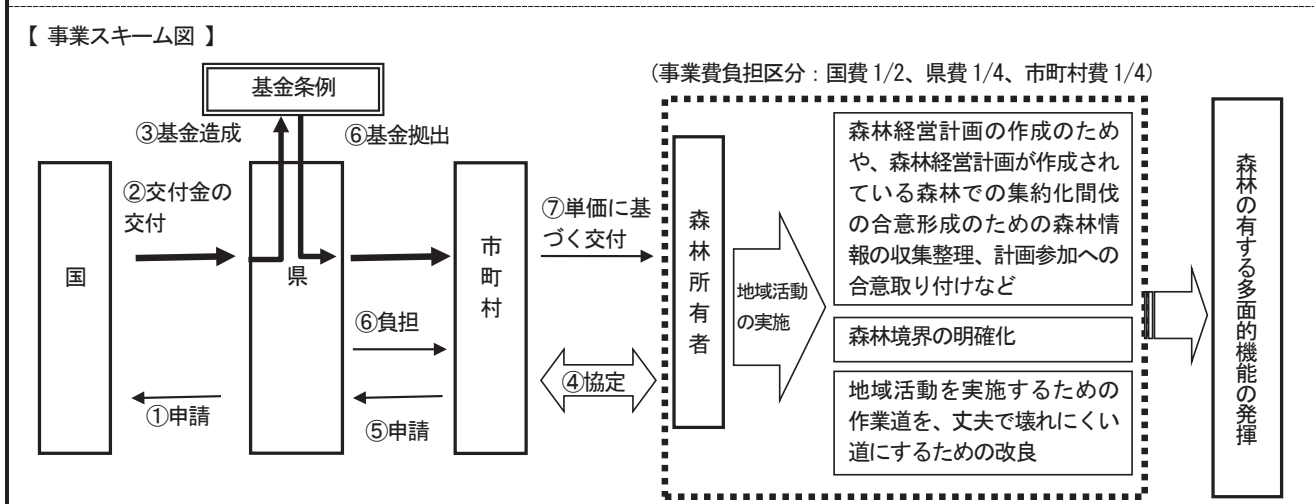 【 事業スキーム図 】
(事業費負担区分：国費 1/2、県費 1/4、市町村費 1/4)
基金条例
③基金造成
⑥基金拠出
国
②交付金の
交付
①申請
県
⑥負担
⑤申請
市町村
⑦単価に基
づく交付
④協定
森林所有者
地域活動
の実施
森林経営計画の作成のため
や、森林経営計画が作成され
ている森林での集約化間伐
の合意形成のための森林情
報の収集整理、計画参加への
合意取り付けなど
森林境界の明確化
地域活動を実施するための
作業道を、丈夫で壊れにくい
道にするための改良
森林の有する多面的機能の発揮